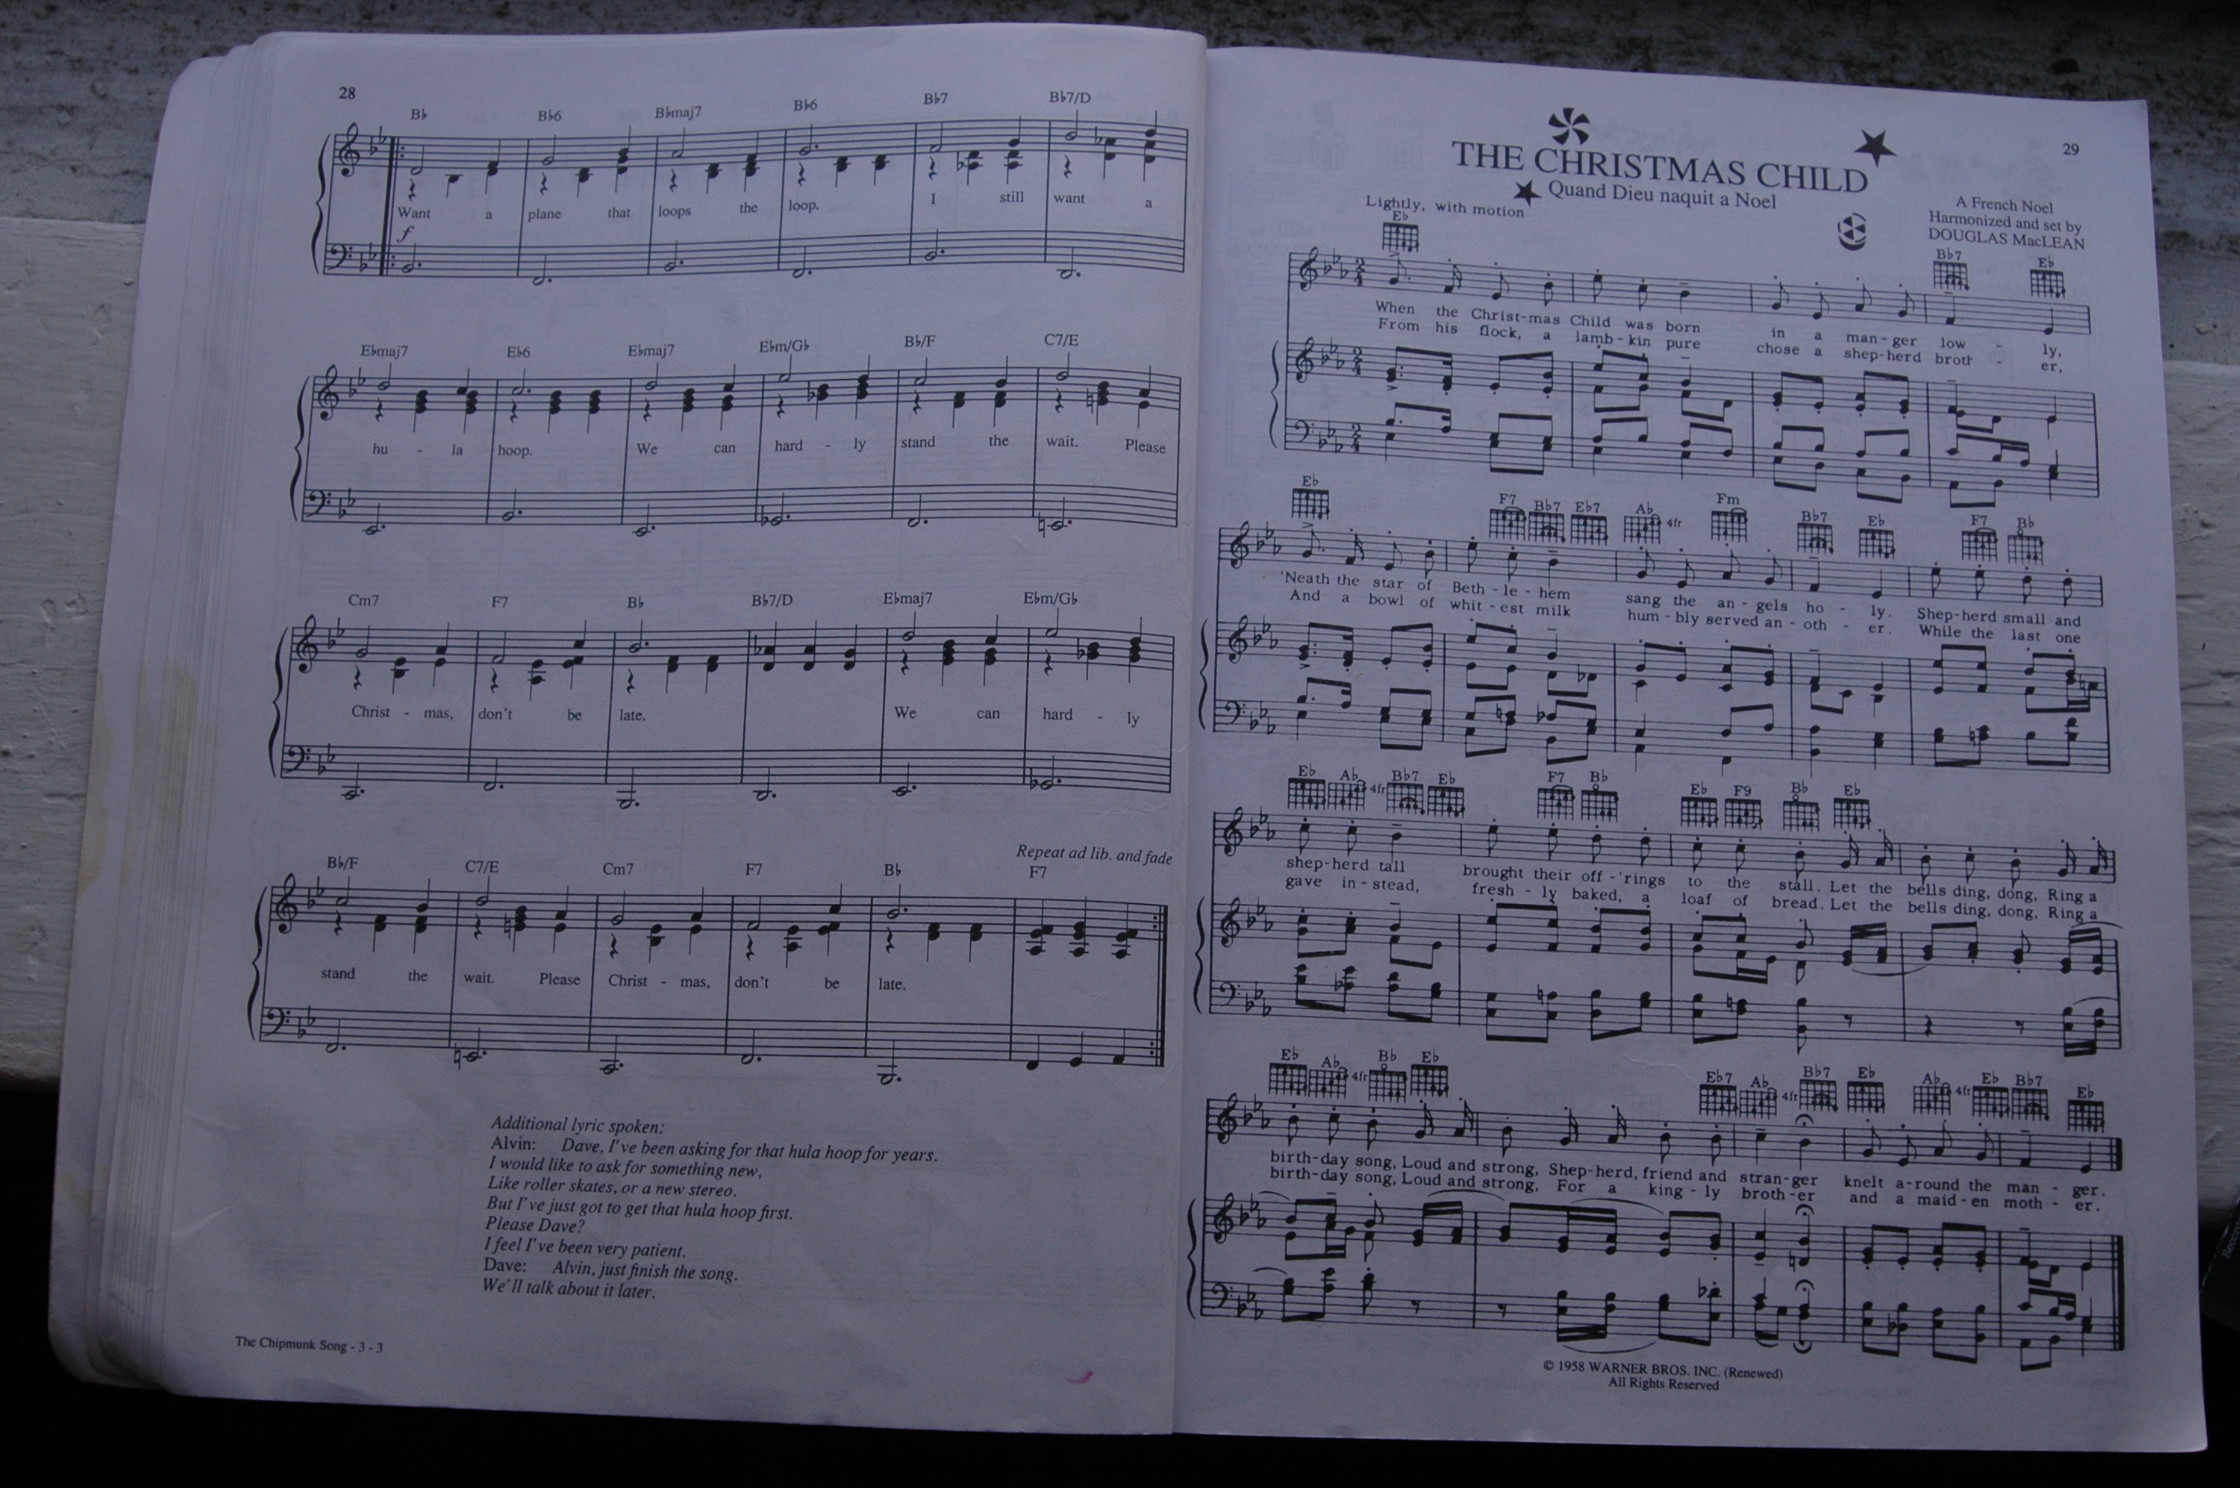 28
B♭ B♭6 B♭maj7 B♭6 B♭7 B♭7/D
Want a plane that loops the loop. I still want a
f
E♭maj7 E♭6 E♭maj7 E♭m/G♭ B♭/F C7/E
hu - la hoop. We can hard - ly stand the wait. Please
Cm7 F7 B♭ B♭7/D E♭maj7 E♭m/G♭
Christ - mas, don't be late. We can hard - ly
Repeat ad lib. and fade
B♭/F C7/E Cm7 F7 B♭ F7
stand the wait. Please Christ - mas, don't be late.
Additional lyric spoken:
Alvin: Dave, I've been asking for that hula hoop for years.
I would like to ask for something new,
Like roller skates, or a new stereo.
But I've just got to get that hula hoop first.
Please Dave?
I feel I've been very patient.
Dave: Alvin, just finish the song.
We'll talk about it later.
The Chipmunk Song - 3 - 3
29
THE CHRISTMAS CHILD
Quand Dieu naquit a Noel
A French Noel
Harmonized and set by
DOUGLAS MacLEAN
Lightly, with motion
E♭ B♭7 E♭
When the Christ-mas Child was born in a man-ger low - ly,
From his flock, a lamb-kin pure chose a shep-herd broth - er,
E♭ F7 B♭7 E♭7 A♭ 4fr Fm B♭7 E♭ F7 B♭
'Neath the star of Beth-le-hem sang the an-gels ho - ly. Shep-herd small and
And a bowl of whit-est milk hum-bly served an-oth - er. While the last one
E♭ A♭ 4fr B♭7 E♭ F7 B♭ E♭ F9 B♭ E♭
shep-herd tall brought their off-'rings to the stall. Let the bells ding, dong, Ring a
gave in-stead, fresh-ly baked, a loaf of bread. Let the bells ding, dong, Ring a
E♭ A♭ 4fr B♭ E♭ E♭7 A♭ 4fr B♭7 E♭ A♭ 4fr E♭ B♭7 E♭
birth-day song, Loud and strong, Shep-herd, friend and stran-ger knelt a-round the man - ger.
birth-day song, Loud and strong, For a king-ly broth-er and a maid-en moth - er.
© 1958 WARNER BROS. INC. (Renewed)
All Rights Reserved